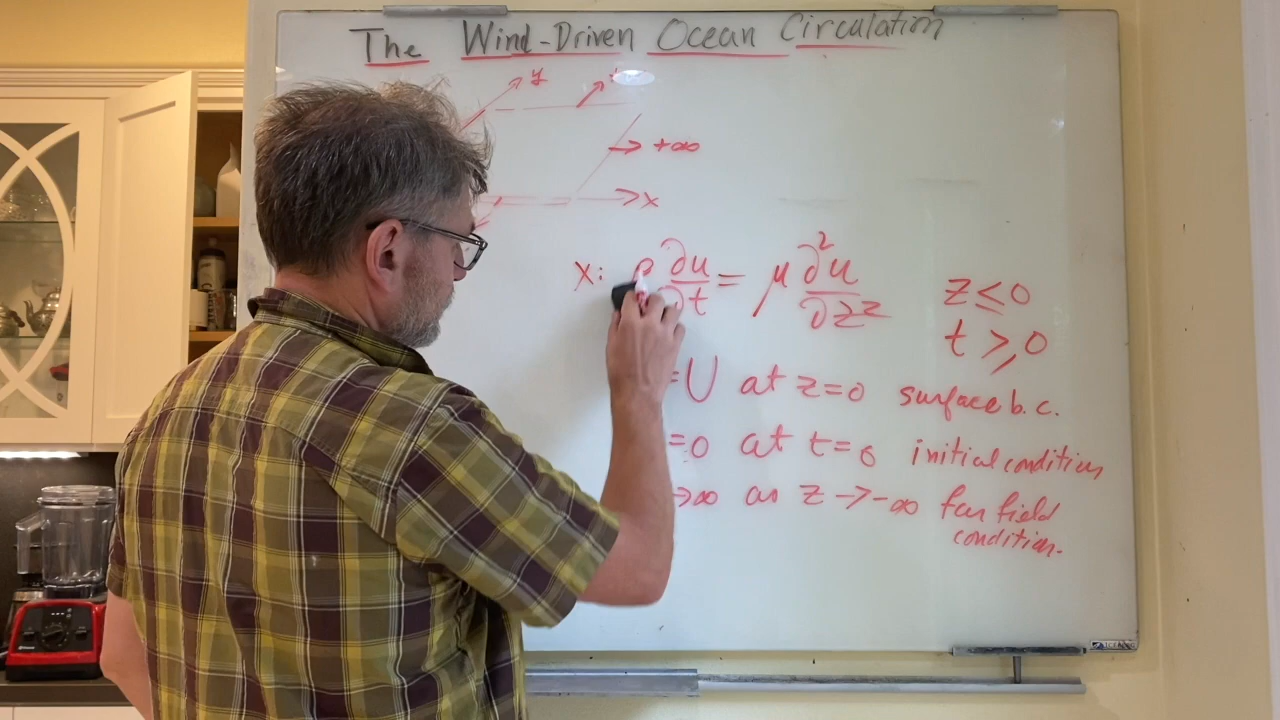 The Wind-Driven Ocean Circulation
y
→ +∞
→ x
x: ρ ∂u/∂t = μ ∂²u/∂z² z ≤ 0
t ≥ 0
= U at z=0 surface b.c.
=0 at t=0 initial condition
→∞ as z → -∞ far field
condition.